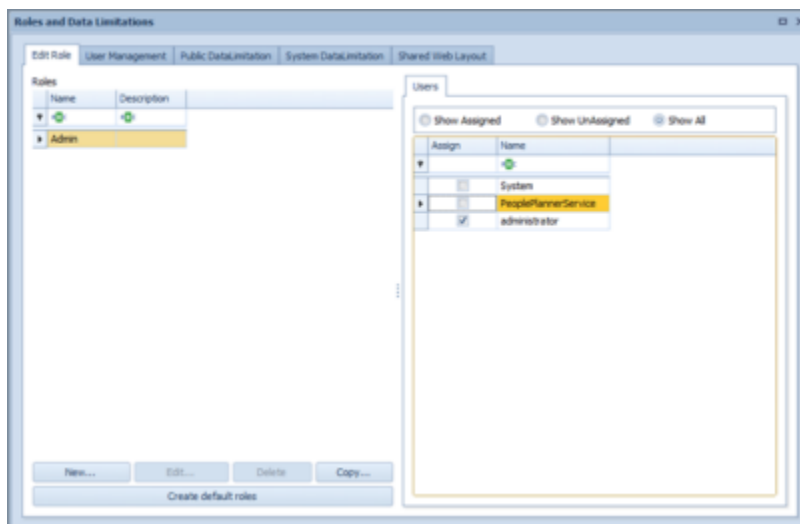 Roles and Data Limitations
Edit Role User Management Public DataLimitation System DataLimitation Shared Web Layout
Roles
Name Description
Admin
New... Edit... Delete Copy...
Create default roles
Users
Show Assigned Show UnAssigned Show All
Assign Name
System
PeoplePlannerService
administrator